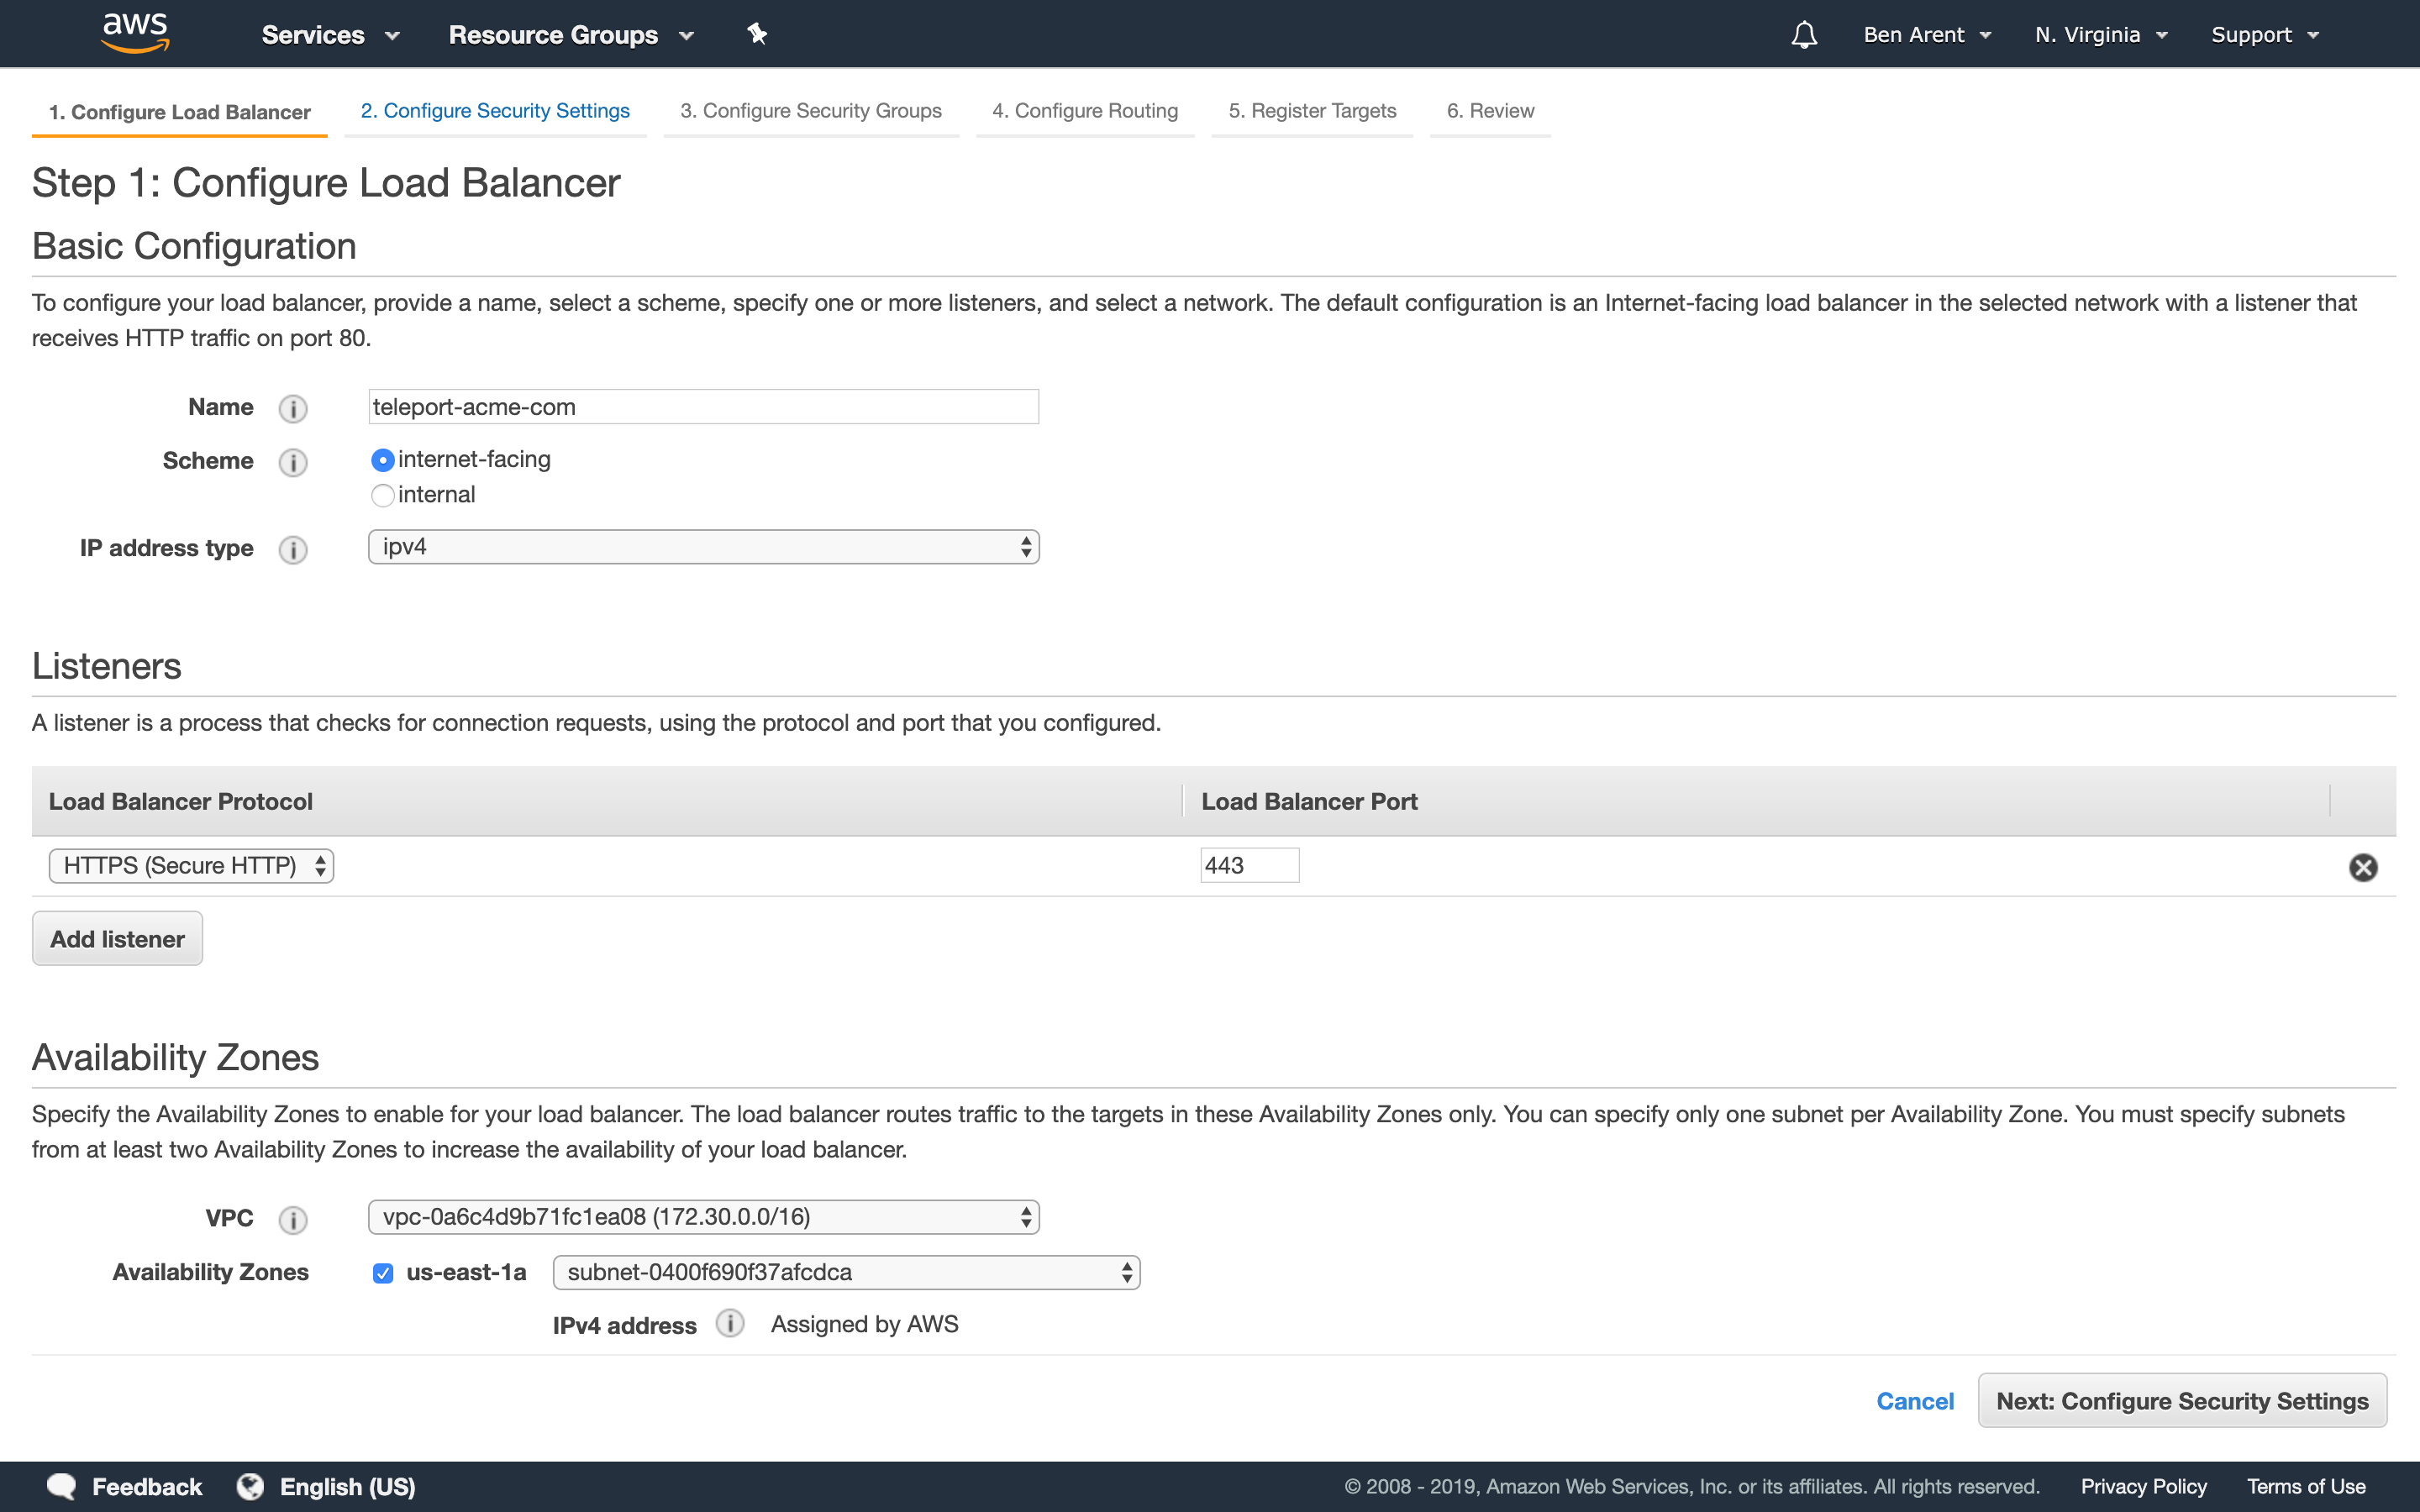 aws Services Resource Groups Ben Arent N. Virginia Support
1. Configure Load Balancer 2. Configure Security Settings 3. Configure Security Groups 4. Configure Routing 5. Register Targets 6. Review
Step 1: Configure Load Balancer
Basic Configuration
To configure your load balancer, provide a name, select a scheme, specify one or more listeners, and select a network. The default configuration is an Internet-facing load balancer in the selected network with a listener that
receives HTTP traffic on port 80.
Name i teleport-acme-com
Scheme i internet-facing
internal
IP address type i ipv4
Listeners
A listener is a process that checks for connection requests, using the protocol and port that you configured.
Load Balancer Protocol Load Balancer Port
HTTPS (Secure HTTP) 443
Add listener
Availability Zones
Specify the Availability Zones to enable for your load balancer. The load balancer routes traffic to the targets in these Availability Zones only. You can specify only one subnet per Availability Zone. You must specify subnets
from at least two Availability Zones to increase the availability of your load balancer.
VPC i vpc-0a6c4d9b71fc1ea08 (172.30.0.0/16)
Availability Zones us-east-1a subnet-0400f690f37afcdca
IPv4 address i Assigned by AWS
Cancel Next: Configure Security Settings
Feedback English (US) © 2008 - 2019, Amazon Web Services, Inc. or its affiliates. All rights reserved. Privacy Policy Terms of Use